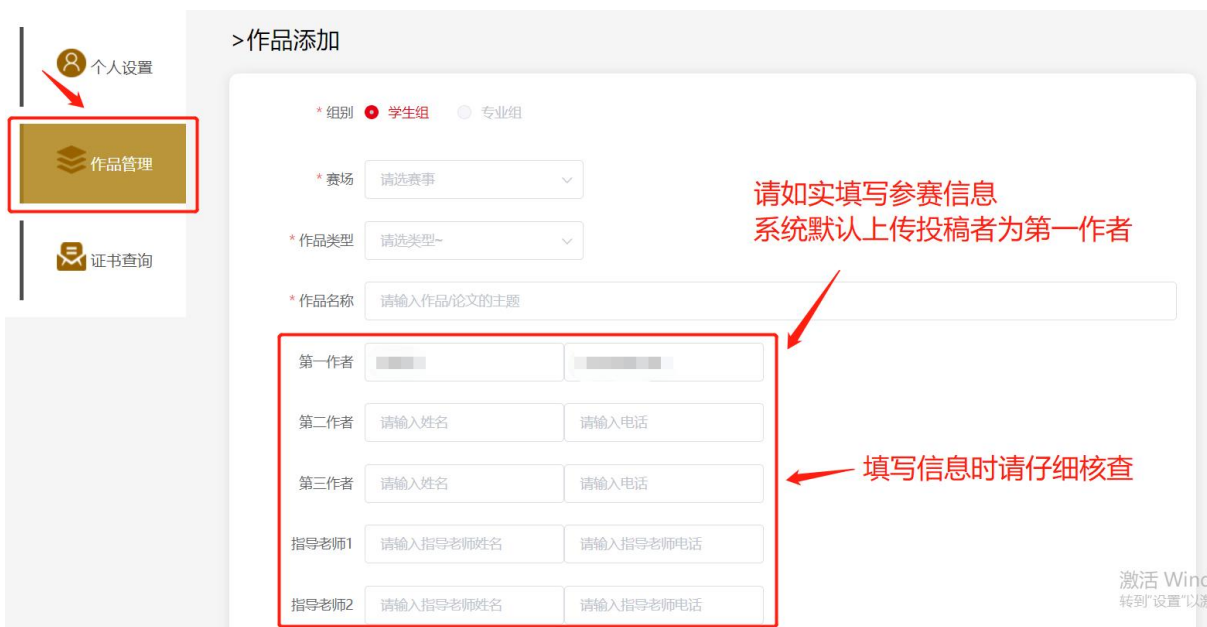 >作品添加
个人设置
作品管理
证书查询
* 组别 学生组 专业组
* 赛场 请选赛事
* 作品类型 请选类型~
* 作品名称 请输入作品/论文的主题
请如实填写参赛信息
系统默认上传投稿者为第一作者
第一作者
第二作者 请输入姓名 请输入电话
第三作者 请输入姓名 请输入电话
填写信息时请仔细核查
指导老师1 请输入指导老师姓名 请输入指导老师电话
指导老师2 请输入指导老师姓名 请输入指导老师电话
激活 Winc
转到"设置"以